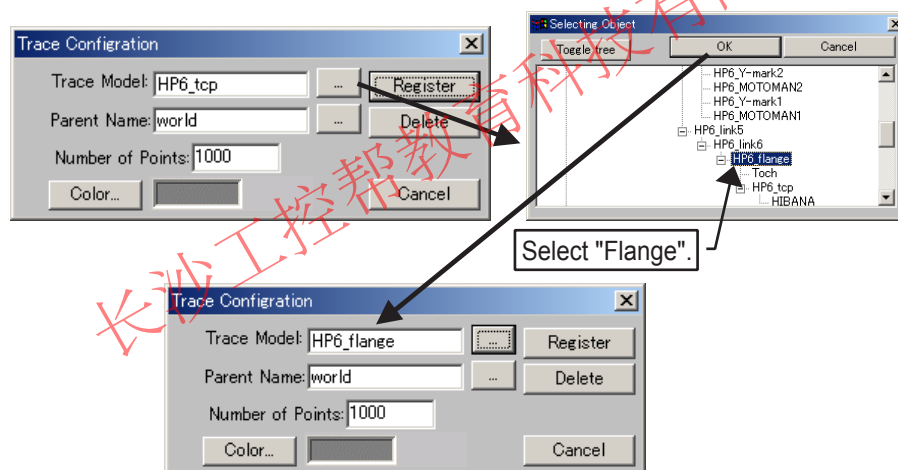 Trace Configration
Trace Model: HP6_tcp ... Register
Parent Name: world ... Delete
Number of Points: 1000
Color... Cancel
Selecting Object
Toggle tree OK Cancel
HP6_Y-mark2
HP6_MOTOMAN2
HP6_Y-mark1
HP6_MOTOMAN1
HP6_link5
HP6_link6
HP6_flange
Toch
HP6_tcp
HIBANA
Select "Flange".
Trace Configration
Trace Model: HP6_flange ... Register
Parent Name: world ... Delete
Number of Points: 1000
Color... Cancel
长沙工控帮教育科技有